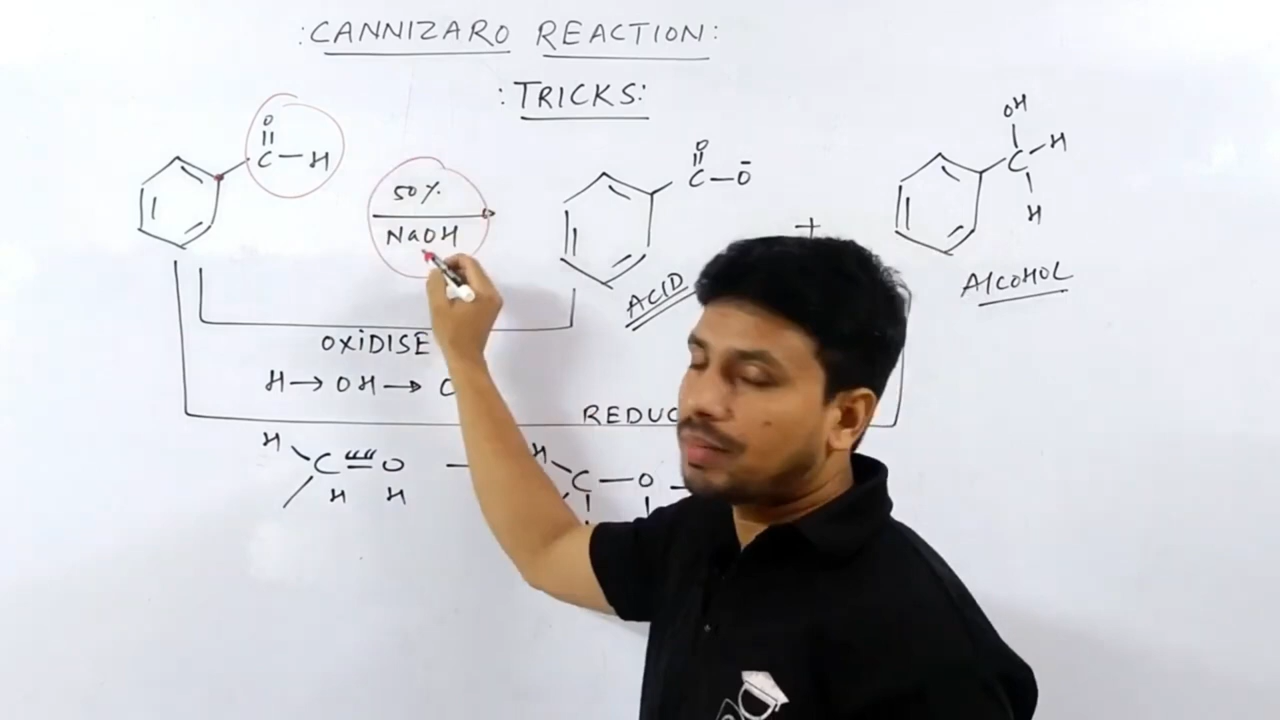 :CANNIZARO REACTION:
:TRICKS:
O
C—H
50%
NaOH
O
C—O⁻
+
OH
C—H
H
ACID
ALCOHOL
OXIDISE
H→OH→
REDUC
H
C=O
H H
H
C—O